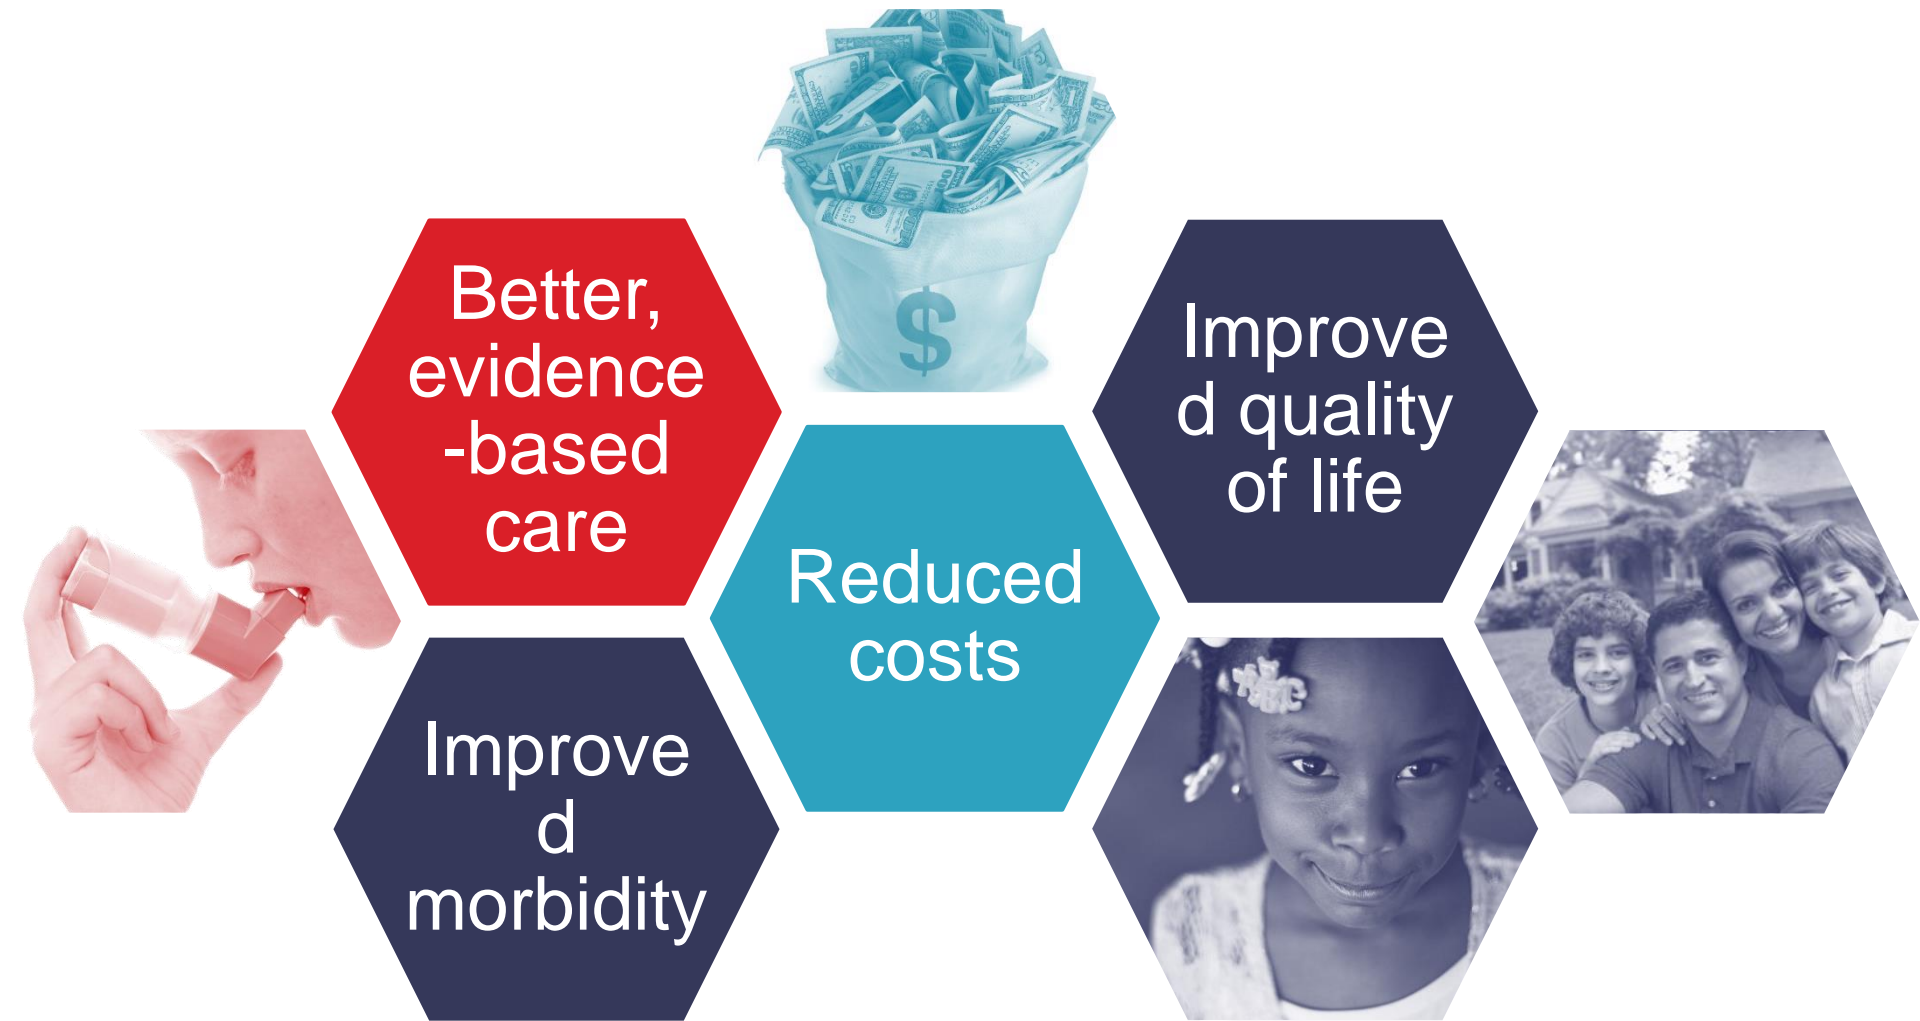 Better,
evidence
-based
care
$
Improve
d quality
of life
Reduced
costs
Improve
d
morbidity